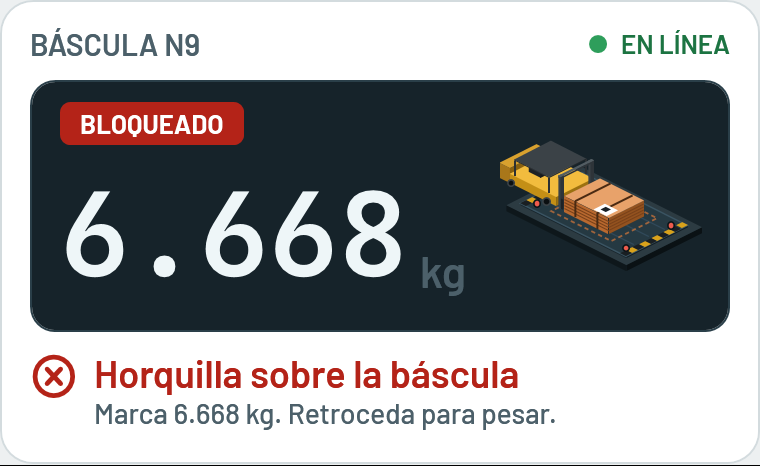 BÁSCULA N9
EN LÍNEA
BLOQUEADO
6.668 kg
Horquilla sobre la báscula
Marca 6.668 kg. Retroceda para pesar.